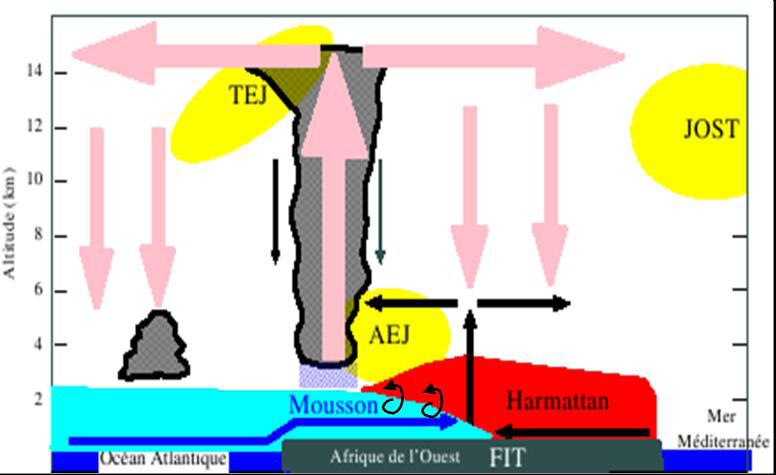 Altitude (km)
14
12
10
8
6
4
2
TEJ
JOST
AEJ
Mousson
Harmattan
Mer
Méditerranée
Océan Atlantique
Afrique de l'Ouest
FIT